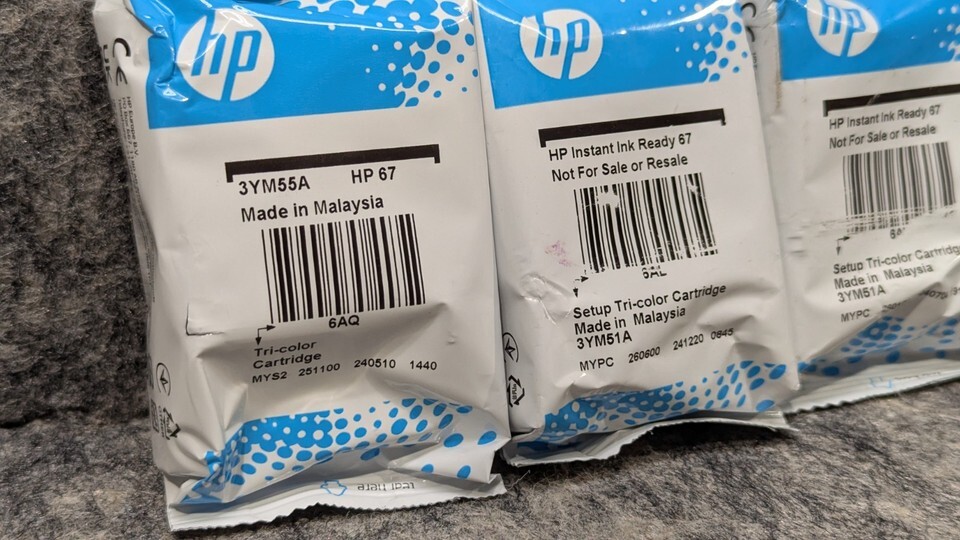 hp
3YM55A HP 67
Made in Malaysia
6AQ
Tri-color
Cartridge
MYS2 251100 240510 1440
hp
HP Instant Ink Ready 67
Not For Sale or Resale
6AL
Setup Tri-color Cartridge
Made in Malaysia
3YM51A
MYPC 260600 241220 0845
hp
HP Instant Ink Ready 67
Not For Sale or Resale
Setup Tri-color Cartridge
Made in Malaysia
3YM51A
MYPC